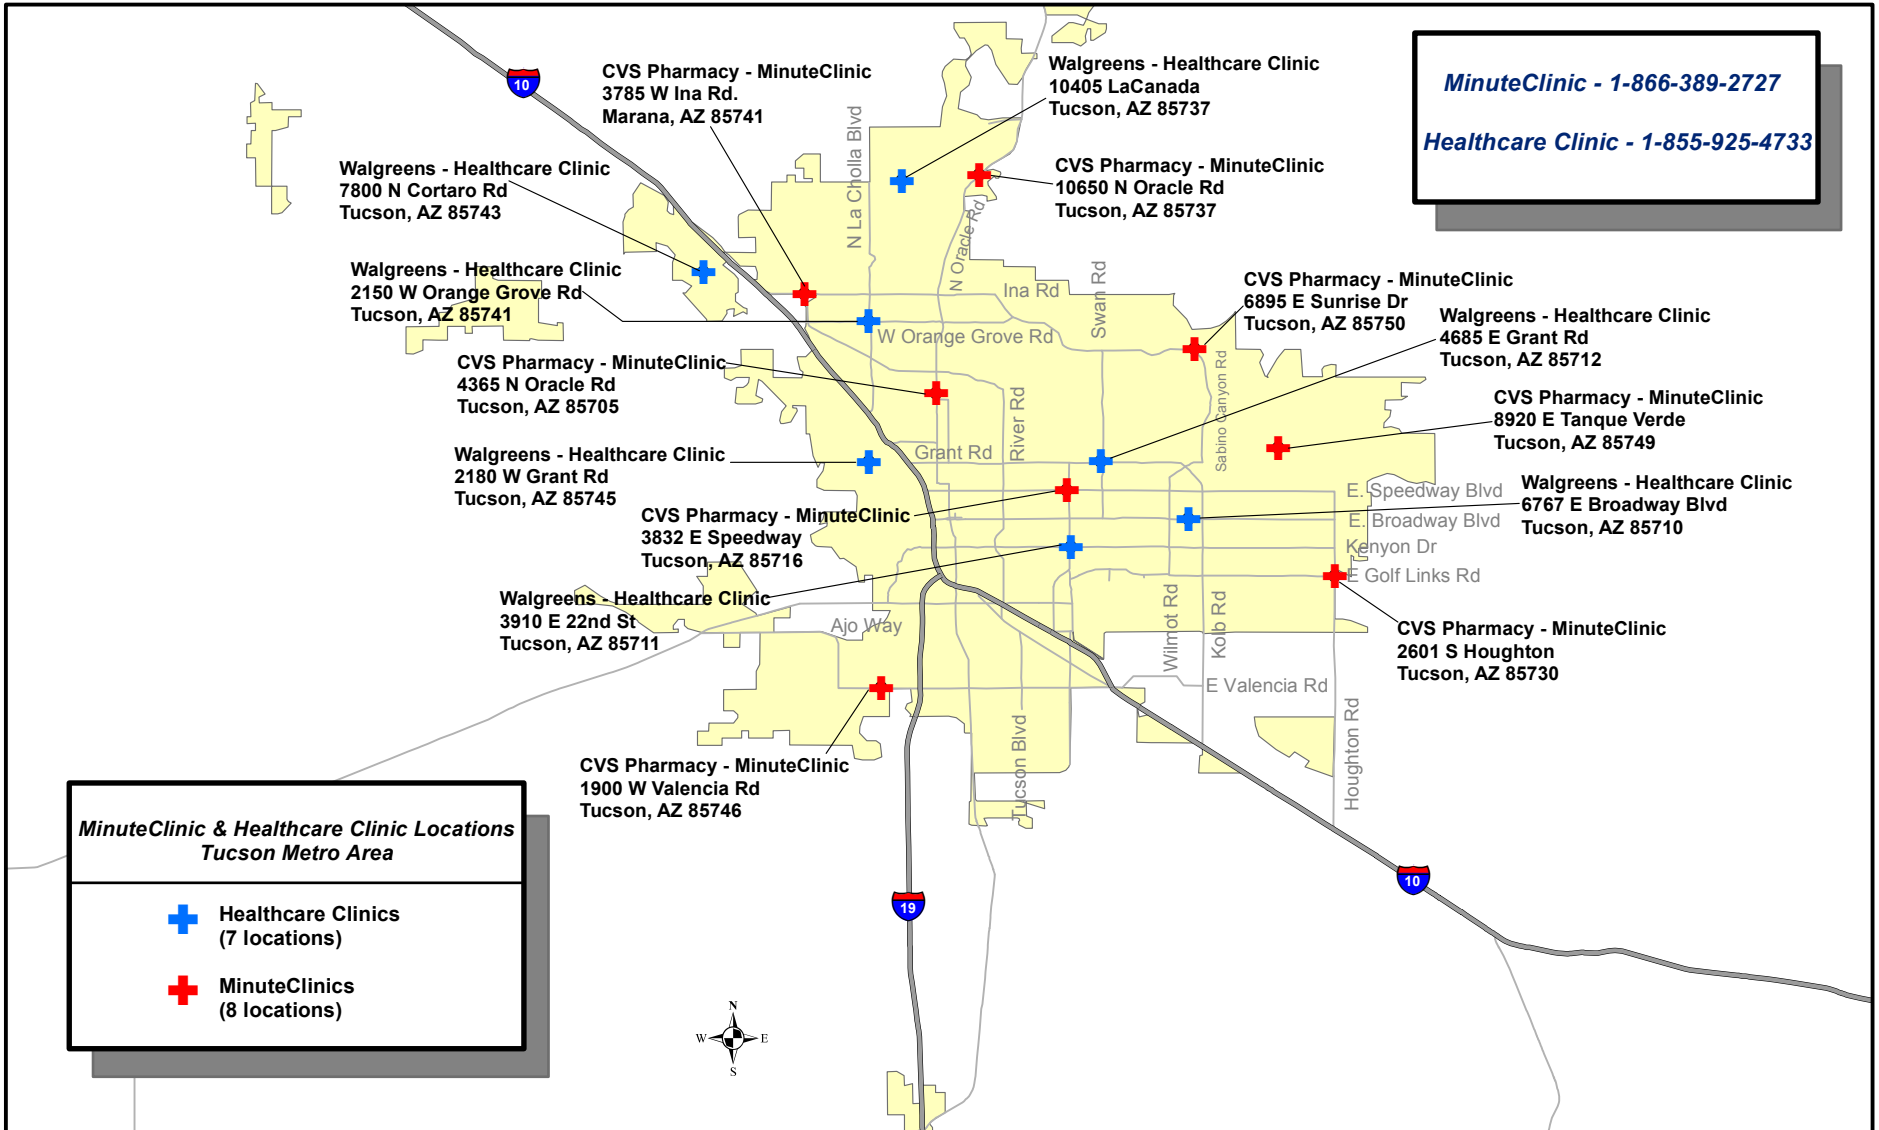 10
CVS Pharmacy - MinuteClinic
3785 W Ina Rd.
Marana, AZ 85741
Walgreens - Healthcare Clinic
10405 LaCanada
Tucson, AZ 85737
MinuteClinic - 1-866-389-2727
Healthcare Clinic - 1-855-925-4733
Walgreens - Healthcare Clinic
7800 N Cortaro Rd
Tucson, AZ 85743
N La Cholla Blvd
CVS Pharmacy - MinuteClinic
10650 N Oracle Rd
Tucson, AZ 85737
N Oracle Rd
Walgreens - Healthcare Clinic
2150 W Orange Grove Rd
Tucson, AZ 85741
Ina Rd
Swan Rd
CVS Pharmacy - MinuteClinic
6895 E Sunrise Dr
Tucson, AZ 85750
W Orange Grove Rd
Walgreens - Healthcare Clinic
4685 E Grant Rd
Tucson, AZ 85712
CVS Pharmacy - MinuteClinic
4365 N Oracle Rd
Tucson, AZ 85705
River Rd
Sabino Canyon Rd
CVS Pharmacy - MinuteClinic
8920 E Tanque Verde
Tucson, AZ 85749
Walgreens - Healthcare Clinic
2180 W Grant Rd
Tucson, AZ 85745
Grant Rd
E. Speedway Blvd
Walgreens - Healthcare Clinic
6767 E Broadway Blvd
Tucson, AZ 85710
CVS Pharmacy - MinuteClinic
3832 E Speedway
Tucson, AZ 85716
E. Broadway Blvd
Kenyon Dr
E Golf Links Rd
Walgreens - Healthcare Clinic
3910 E 22nd St
Tucson, AZ 85711
Ajo Way
Wilmot Rd
Kolb Rd
CVS Pharmacy - MinuteClinic
2601 S Houghton
Tucson, AZ 85730
E Valencia Rd
Tucson Blvd
Houghton Rd
CVS Pharmacy - MinuteClinic
1900 W Valencia Rd
Tucson, AZ 85746
MinuteClinic & Healthcare Clinic Locations
Tucson Metro Area
Healthcare Clinics
(7 locations)
MinuteClinics
(8 locations)
19
10
N
W E
S